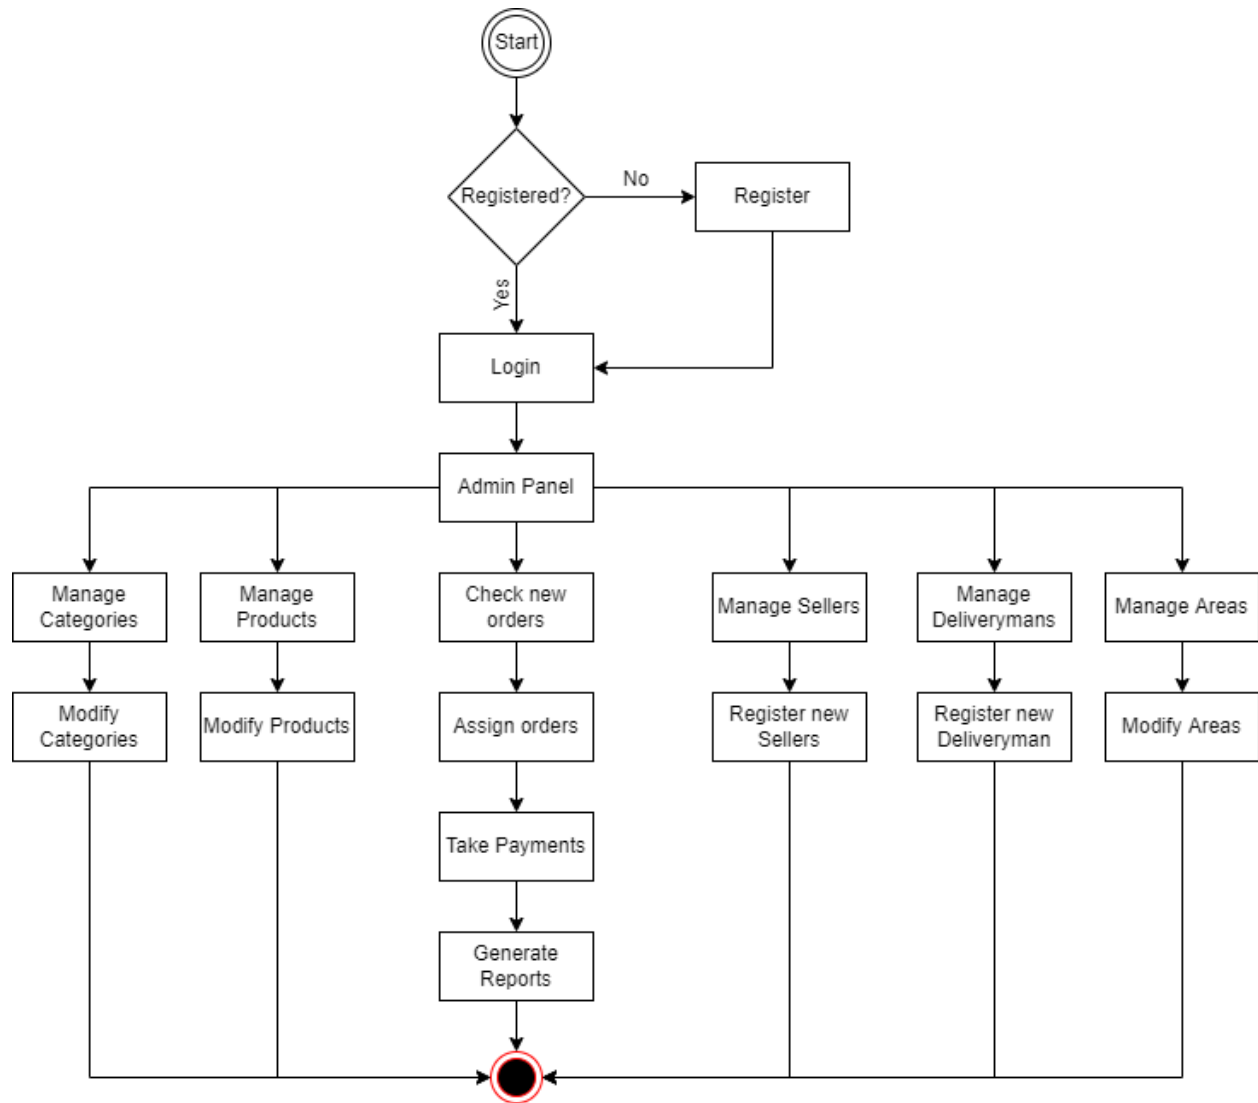 Start
Registered?
No
Register
Yes
Login
Admin Panel
Manage
Categories
Manage
Products
Check new
orders
Manage Sellers
Manage
Deliverymans
Manage Areas
Modify
Categories
Modify Products
Assign orders
Register new
Sellers
Register new
Deliveryman
Modify Areas
Take Payments
Generate
Reports